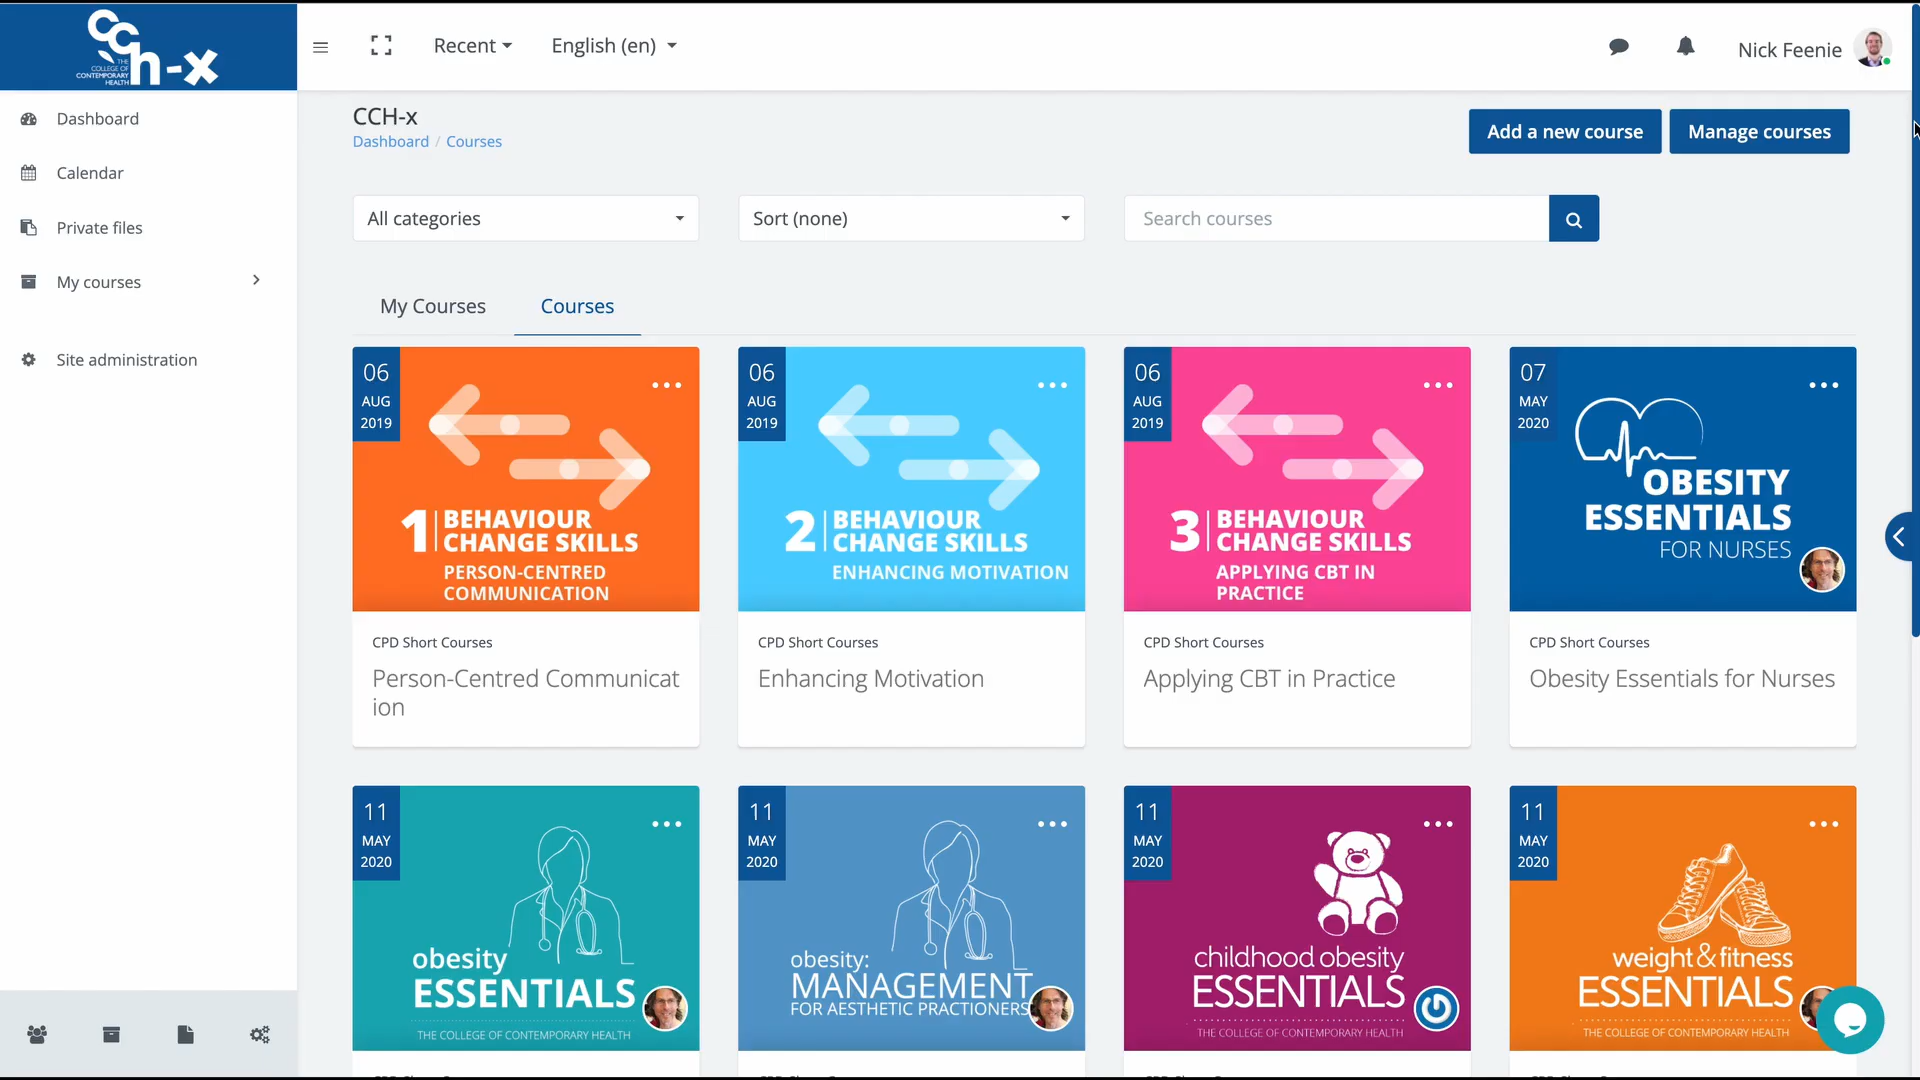 cch-x
THE
COLLEGE OF
CONTEMPORARY
HEALTH
Recent
English (en)
Nick Feenie
Dashboard
Calendar
Private files
My courses
Site administration
CCH-x
Dashboard / Courses
Add a new course
Manage courses
All categories
Sort (none)
Search courses
My Courses
Courses
06
AUG
2019
1 BEHAVIOUR
CHANGE SKILLS
PERSON-CENTRED
COMMUNICATION
CPD Short Courses
Person-Centred Communicat
ion
06
AUG
2019
2 BEHAVIOUR
CHANGE SKILLS
ENHANCING MOTIVATION
CPD Short Courses
Enhancing Motivation
06
AUG
2019
3 BEHAVIOUR
CHANGE SKILLS
APPLYING CBT IN
PRACTICE
CPD Short Courses
Applying CBT in Practice
07
MAY
2020
OBESITY
ESSENTIALS
FOR NURSES
CPD Short Courses
Obesity Essentials for Nurses
11
MAY
2020
obesity
ESSENTIALS
THE COLLEGE OF CONTEMPORARY HEALTH
11
MAY
2020
obesity:
MANAGEMENT
FOR AESTHETIC PRACTIONERS
11
MAY
2020
childhood obesity
ESSENTIALS
THE COLLEGE OF CONTEMPORARY HEALTH
11
MAY
2020
weight & fitness
ESSENTIALS
THE COLLEGE OF CONTEMPORARY HEALTH